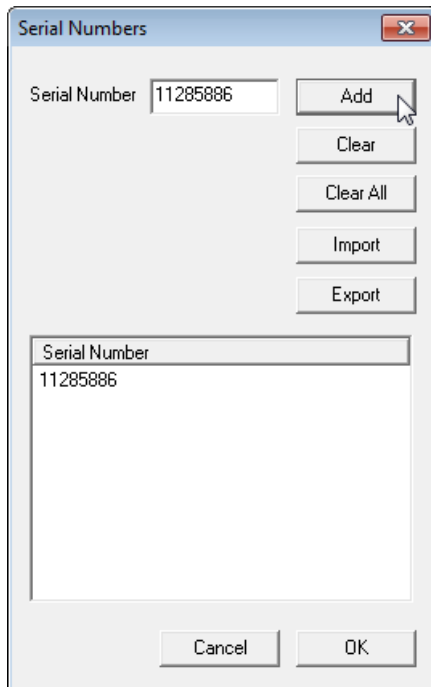 Serial Numbers
Serial Number 11285886 Add
Clear
Clear All
Import
Export
Serial Number
11285886
Cancel OK